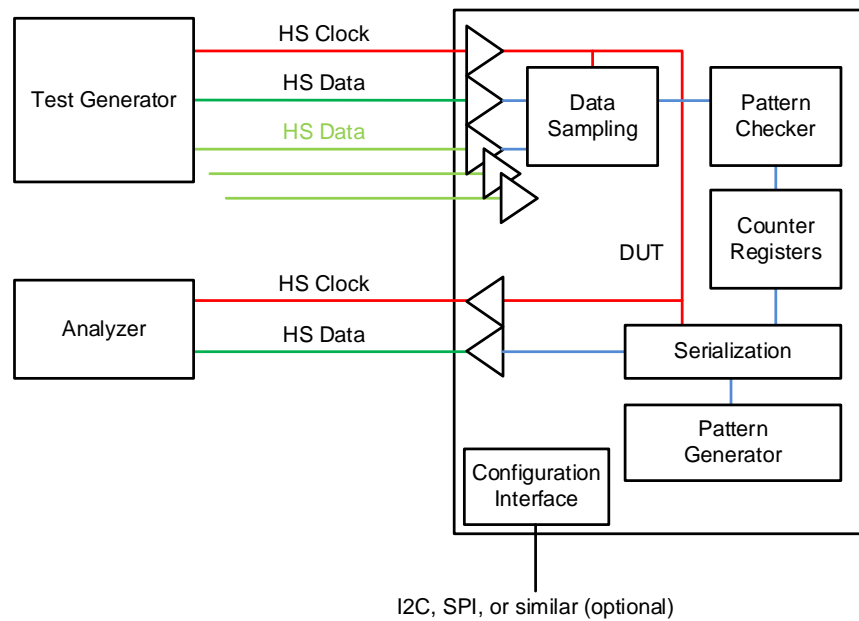 HS Clock
Test Generator
HS Data
HS Data
Data
Sampling
Pattern
Checker
Counter
Registers
DUT
HS Clock
Analyzer
HS Data
Serialization
Pattern
Generator
Configuration
Interface
I2C, SPI, or similar (optional)